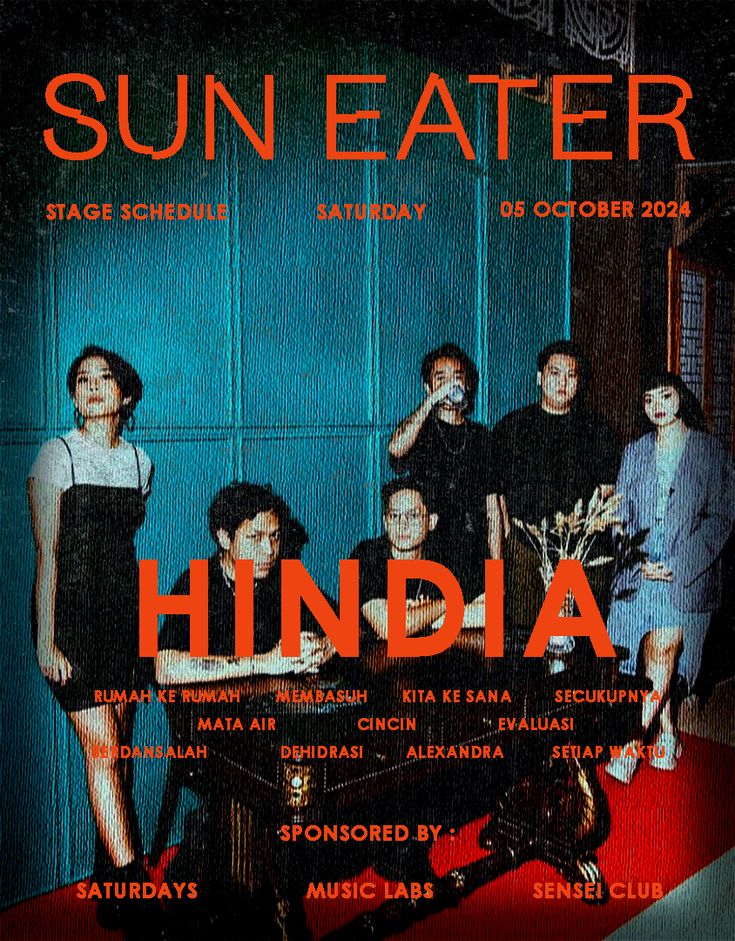 SUN EATER
STAGE SCHEDULE SATURDAY 05 OCTOBER 2024
HINDIA
RUMAH KE RUMAH MEMBASUH KITA KE SANA SECUKUPNYA
MATA AIR CINCIN EVALUASI
BERDANSALAH DEHIDRASI ALEXANDRA SETIAP WAKTU
SPONSORED BY :
SATURDAYS MUSIC LABS SENSEI CLUB